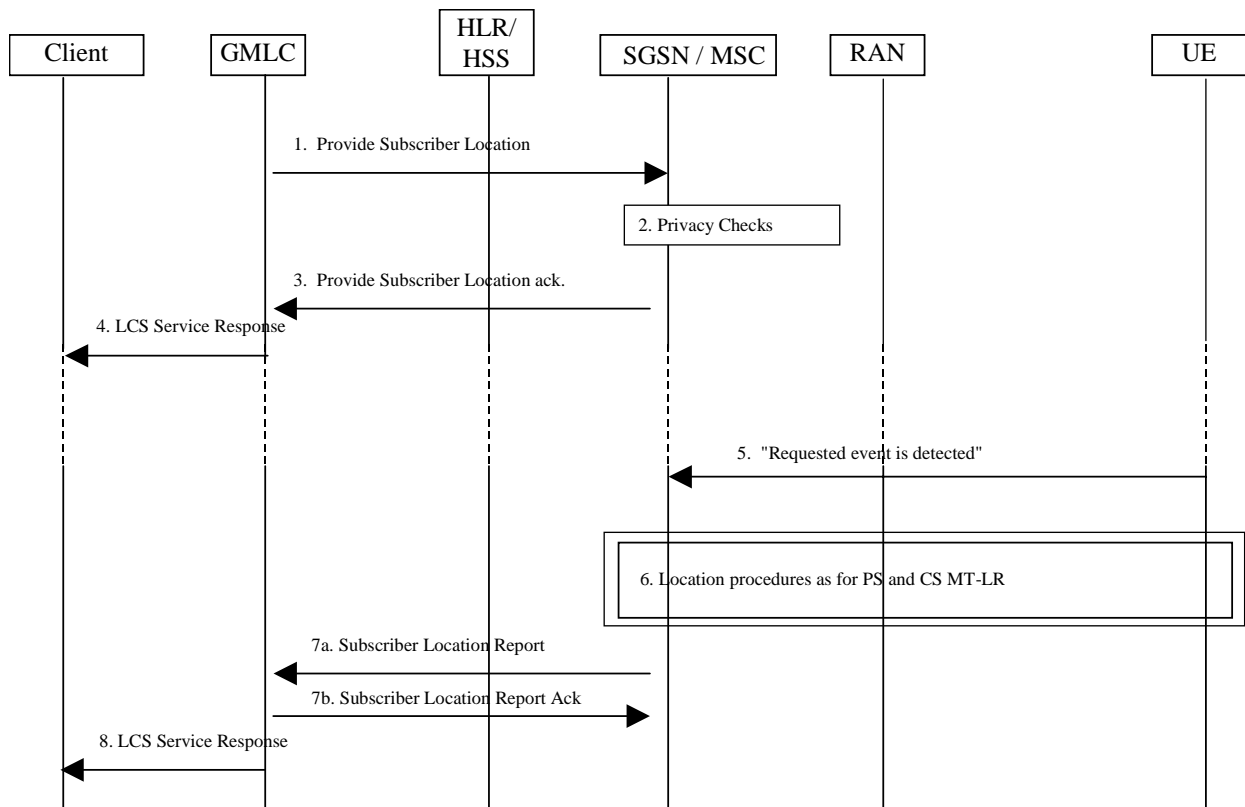 Client
GMLC
HLR/
HSS
SGSN / MSC
RAN
UE
1. Provide Subscriber Location
2. Privacy Checks
3. Provide Subscriber Location ack.
4. LCS Service Response
5. "Requested event is detected"
6. Location procedures as for PS and CS MT-LR
7a. Subscriber Location Report
7b. Subscriber Location Report Ack
8. LCS Service Response